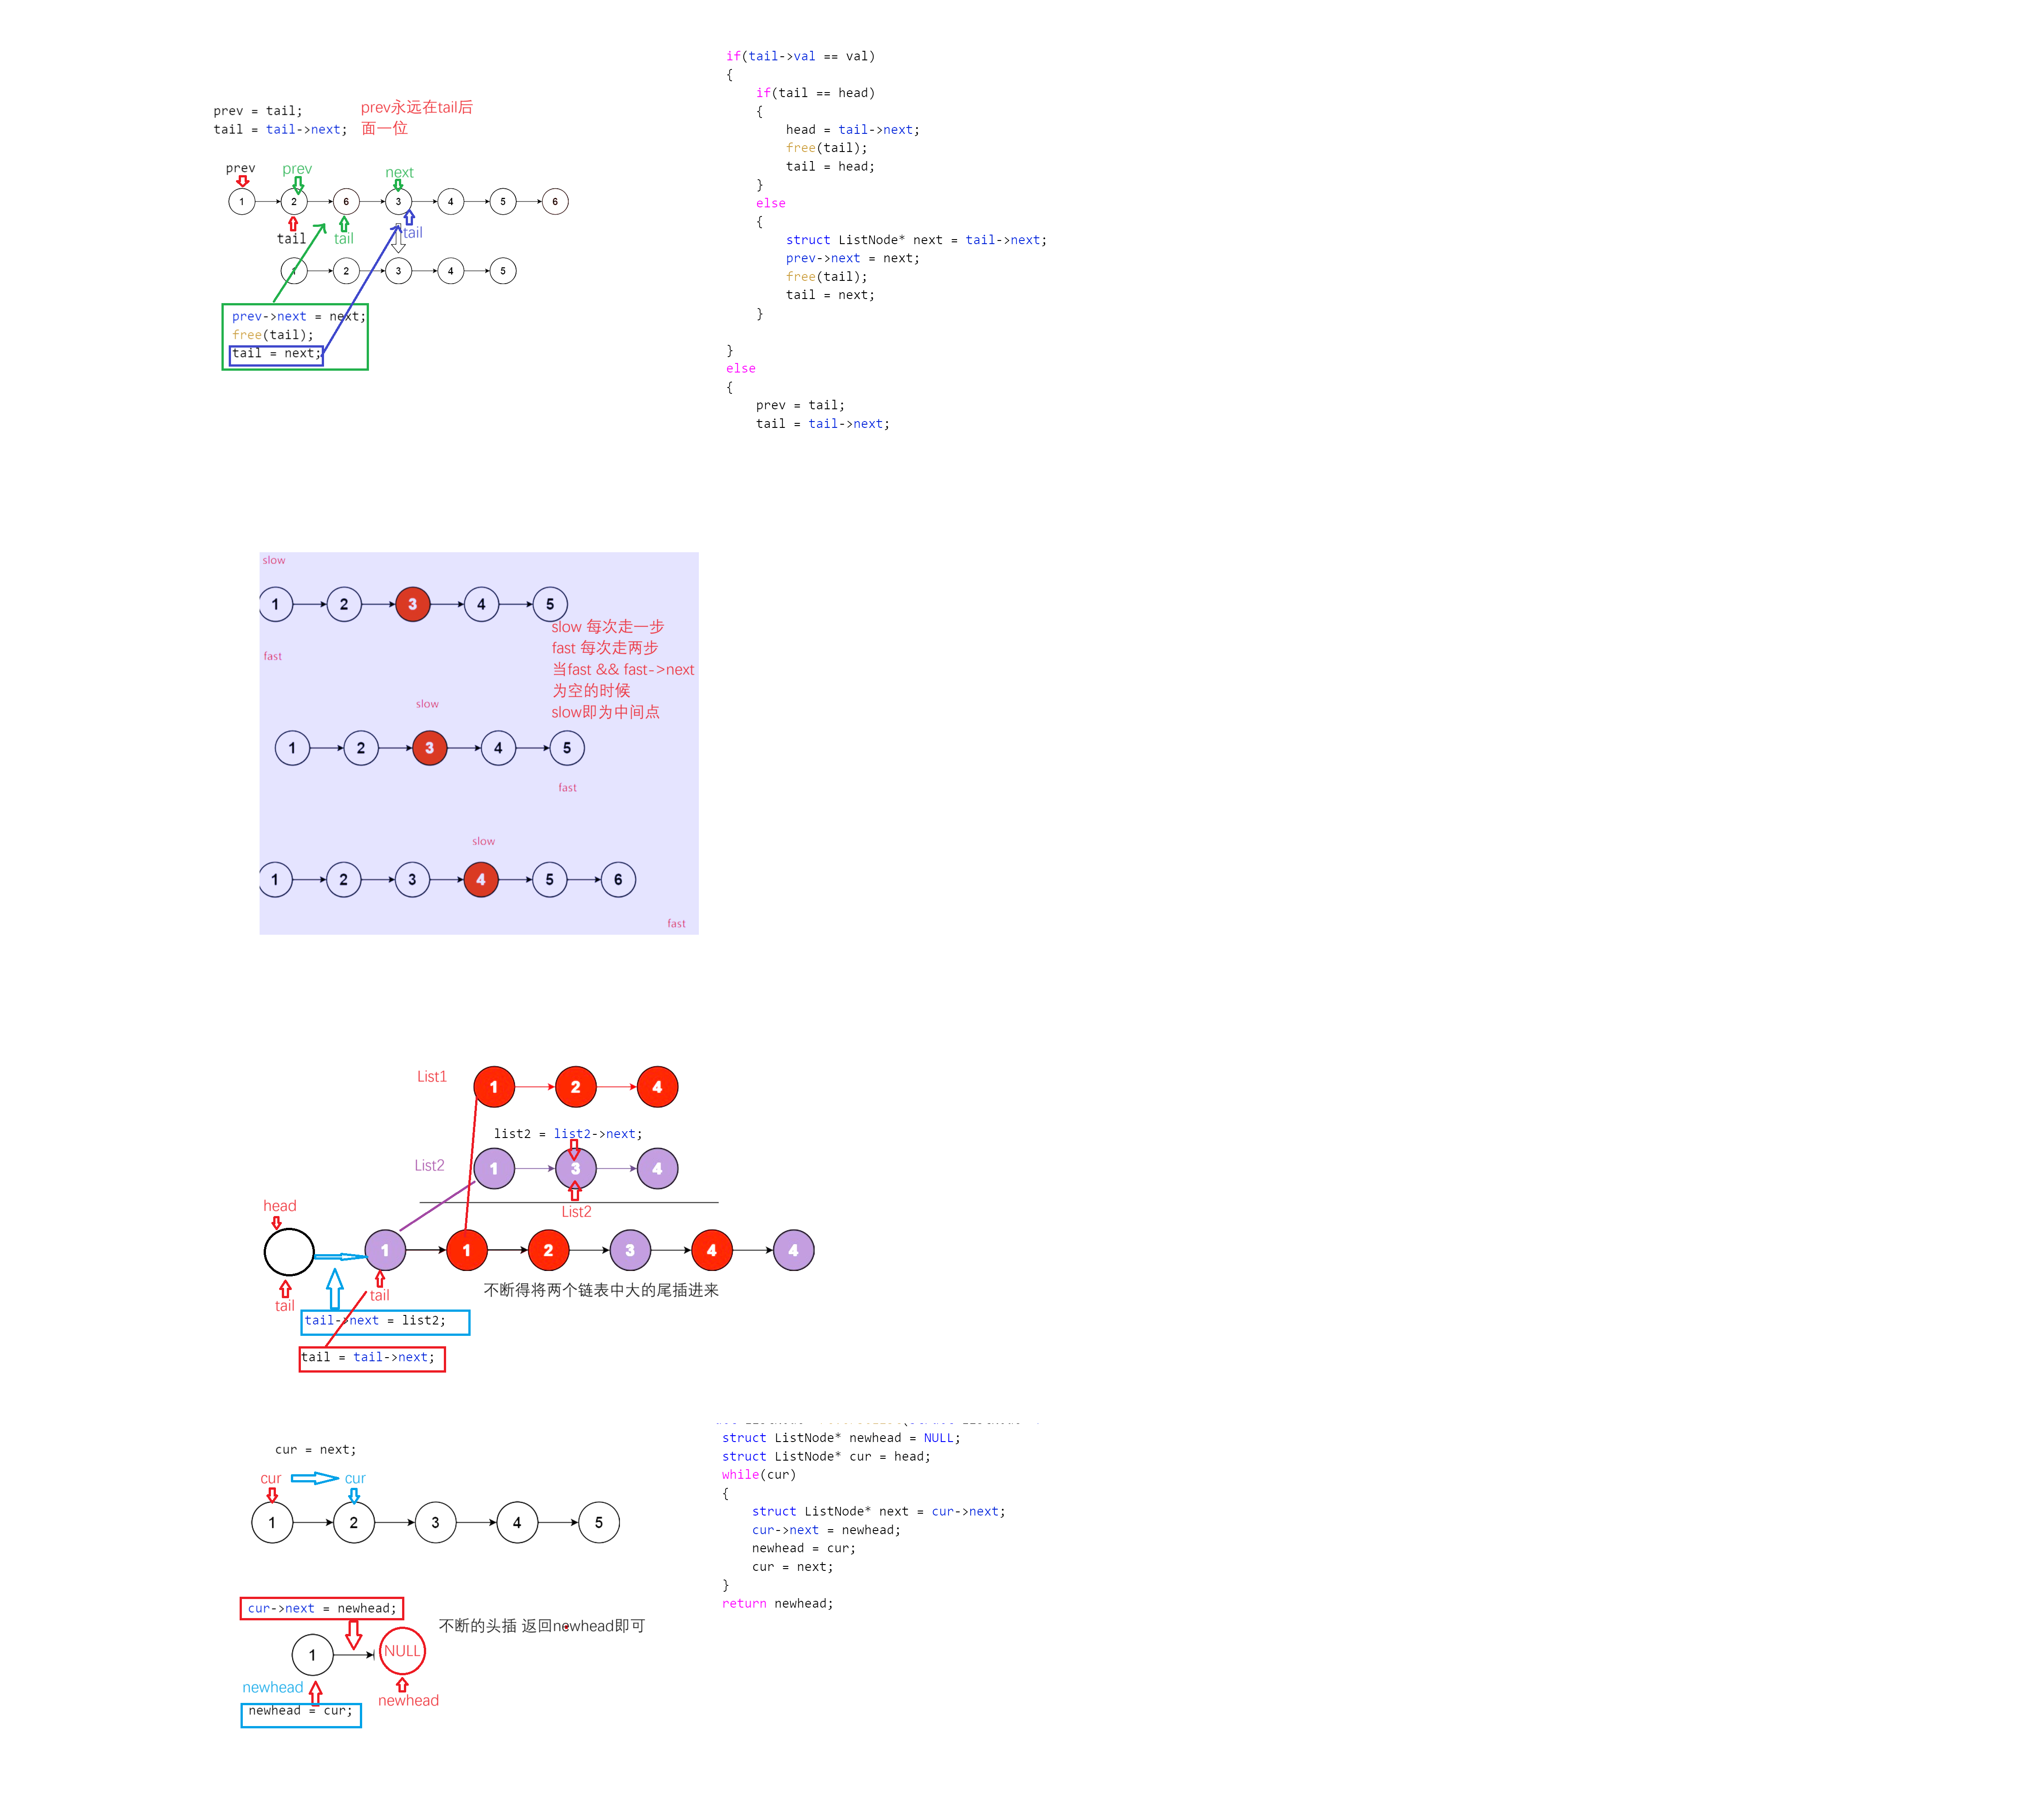 prev = tail;
tail = tail->next;
prev永远在tail后
面一位
prev
prev
next
1
2
6
3
4
5
6
tail
tail
tail
1
2
3
4
5
prev->next = next;
free(tail);
tail = next;
if(tail->val == val)
{
if(tail == head)
{
head = tail->next;
free(tail);
tail = head;
}
else
{
struct ListNode* next = tail->next;
prev->next = next;
free(tail);
tail = next;
}
}
else
{
prev = tail;
tail = tail->next;
slow
1
2
3
4
5
fast
slow 每次走一步
fast 每次走两步
当fast && fast->next
为空的时候
slow即为中间点
slow
1
2
3
4
5
fast
slow
1
2
3
4
5
6
fast
List1
1
2
4
list2 = list2->next;
List2
1
3
4
List2
head
1
1
2
3
4
4
tail
tail
不断得将两个链表中大的尾插进来
tail->next = list2;
tail = tail->next;
cur = next;
cur
cur
1
2
3
4
5
cur->next = newhead;
不断的头插 返回newhead即可
1
NULL
newhead
newhead
newhead = cur;
struct ListNode* newhead = NULL;
struct ListNode* cur = head;
while(cur)
{
struct ListNode* next = cur->next;
cur->next = newhead;
newhead = cur;
cur = next;
}
return newhead;